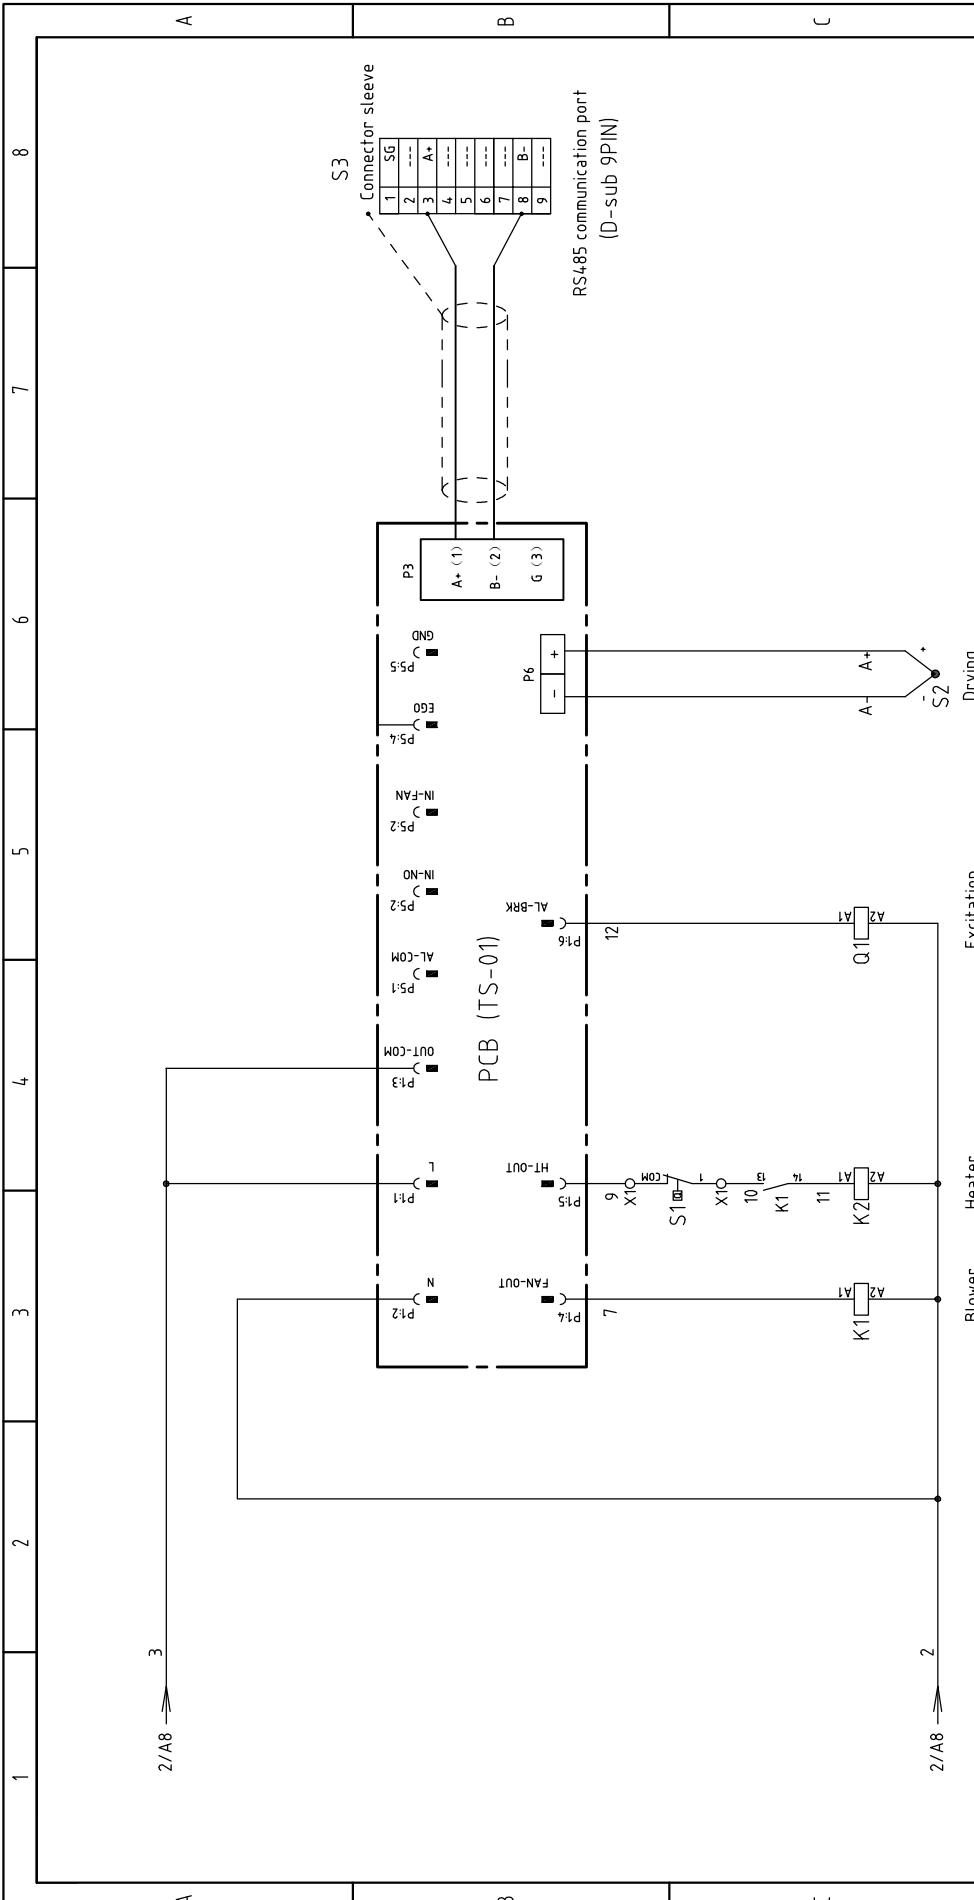 A
B
C
8
7
6
5
4
3
2
1
S3
Connector sleeve
1 SG
2 ---
3 A+
4 ---
5 ---
6 ---
7 ---
8 B-
9 ---
RS485 communication port
(D-sub 9PIN)
P3
A+ (1)
B- (2)
G (3)
P5:5 GND
P5:4 EGO
P5:2 IN-FAN
P5:2 IN-NO
P5:1 AL-COM
P1:3 OUT-COM
P1:1 L
P1:2 N
PCB (TS-01)
P6
- +
AL-BRK
P1:6
HT-OUT
P1:5
FAN-OUT
P1:4
A- A+
- +
S2
Drying
12
Q1
A1
A2
Excitation
9
X1
COM
S1
1
X1
10
13
K1
14
11
K2
A1
A2
Heater
7
K1
A1
A2
Blower
3
2/A8
2
2/A8